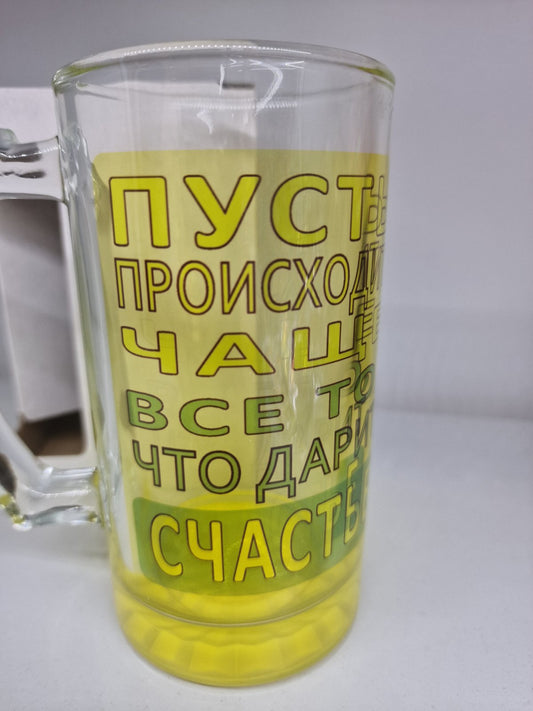 ПУСТЬ
ПРОИСХОДИТ
ЧАЩЕ
ВСЕ ТО
ЧТО ДАРИТ
СЧАСТЬЕ